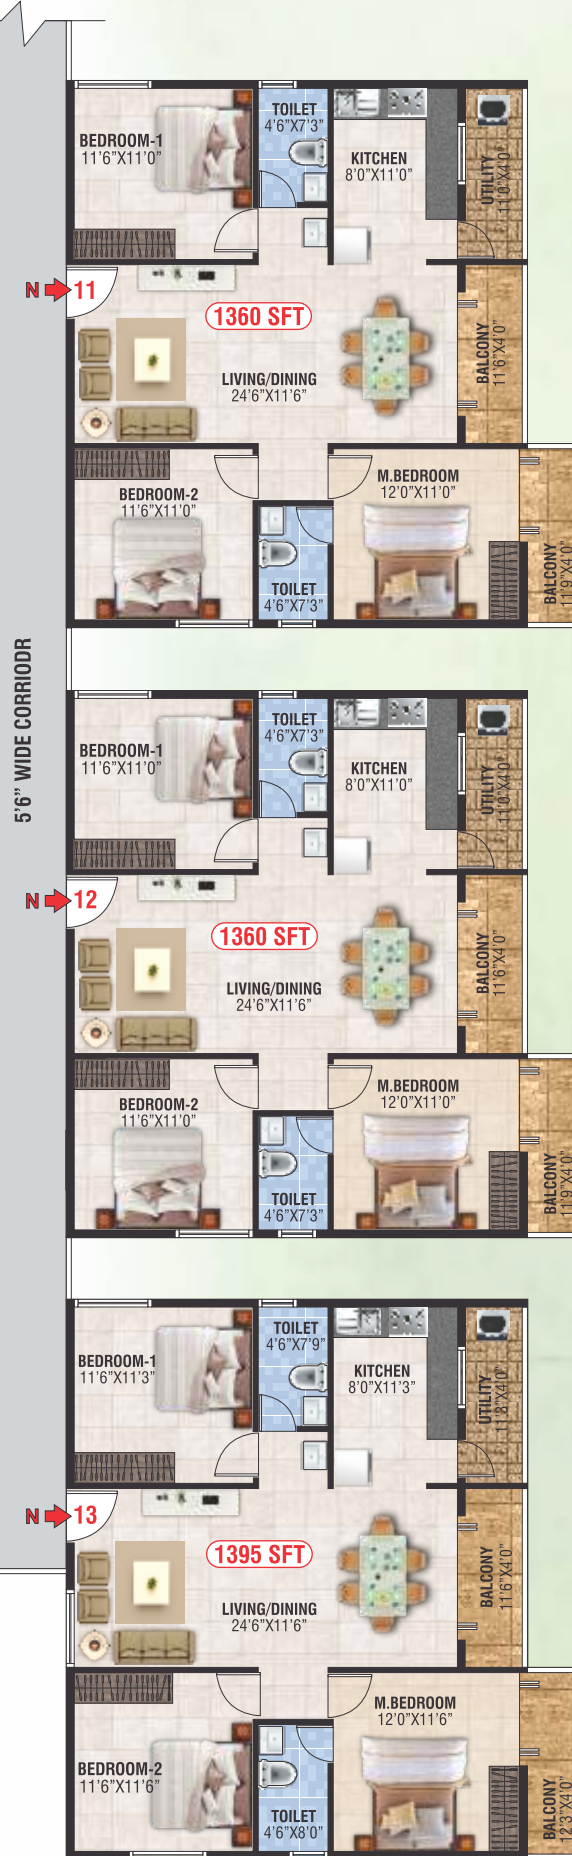 BEDROOM-1
11'6"X11'0"
TOILET
4'6"X7'3"
KITCHEN
8'0"X11'0"
UTILITY
11'0"X4'0"
N 11
1360 SFT
LIVING/DINING
24'6"X11'6"
BALCONY
11'6"X4'0"
BEDROOM-2
11'6"X11'0"
M.BEDROOM
12'0"X11'0"
TOILET
4'6"X7'3"
BALCONY
11'9"X4'0"
5'6" WIDE CORRIODR
BEDROOM-1
11'6"X11'0"
TOILET
4'6"X7'3"
KITCHEN
8'0"X11'0"
UTILITY
11'0"X4'0"
N 12
1360 SFT
LIVING/DINING
24'6"X11'6"
BALCONY
11'6"X4'0"
BEDROOM-2
11'6"X11'0"
M.BEDROOM
12'0"X11'0"
TOILET
4'6"X7'3"
BALCONY
11'9"X4'0"
BEDROOM-1
11'6"X11'3"
TOILET
4'6"X7'9"
KITCHEN
8'0"X11'3"
UTILITY
11'8"X4'0"
N 13
1395 SFT
LIVING/DINING
24'6"X11'6"
BALCONY
11'6"X4'0"
BEDROOM-2
11'6"X11'6"
M.BEDROOM
12'0"X11'6"
TOILET
4'6"X8'0"
BALCONY
12'3"X4'0"